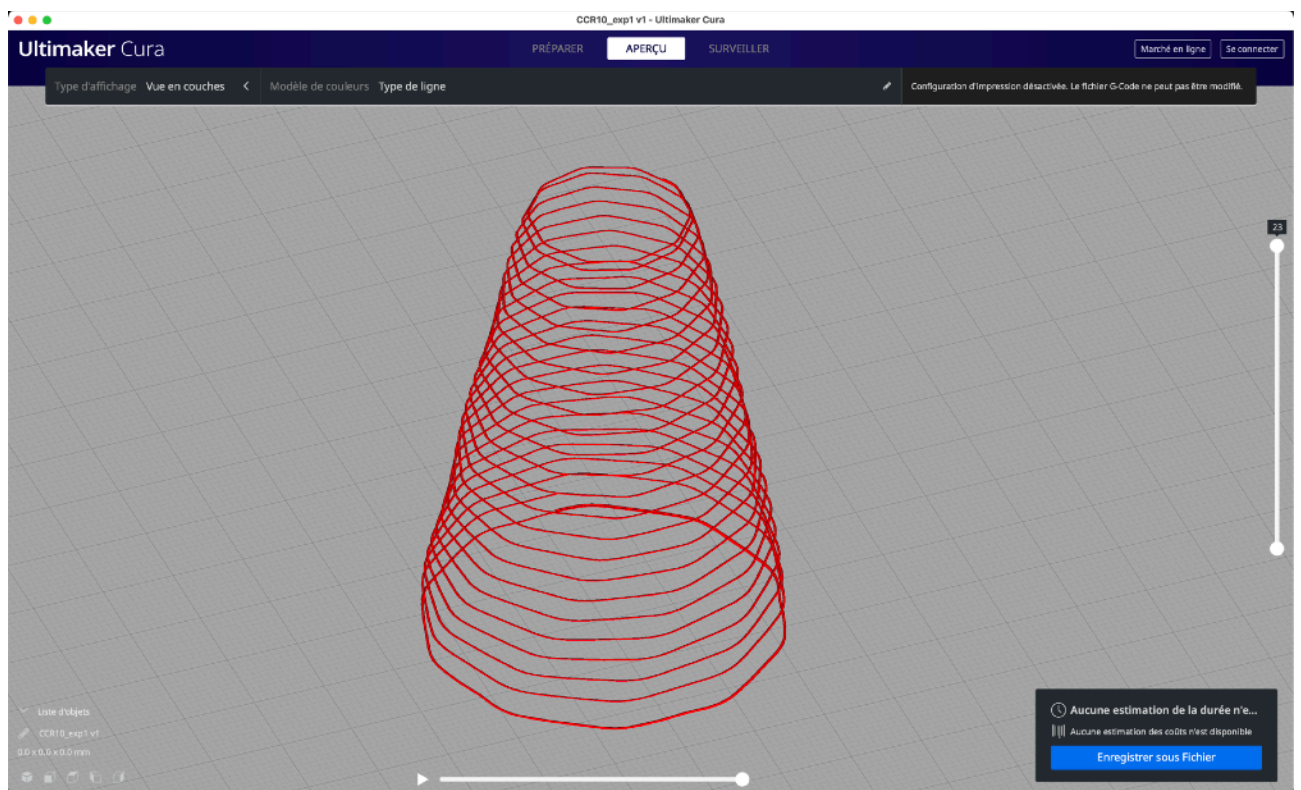 CCR10_exp1 v1 - Ultimaker Cura
Ultimaker Cura
PRÉPARER
APERÇU
SURVEILLER
Marché en ligne
Se connecter
Type d'affichage Vue en couches
Modèle de couleurs Type de ligne
Configuration d'impression désactivée. Le fichier G-Code ne peut pas être modifié.
23
Liste d'objets
CCR10_exp1 v1
0.0 x 0.0 x 0.0 mm
Aucune estimation de la durée n'e...
Aucune estimation des coûts n'est disponible
Enregistrer sous Fichier